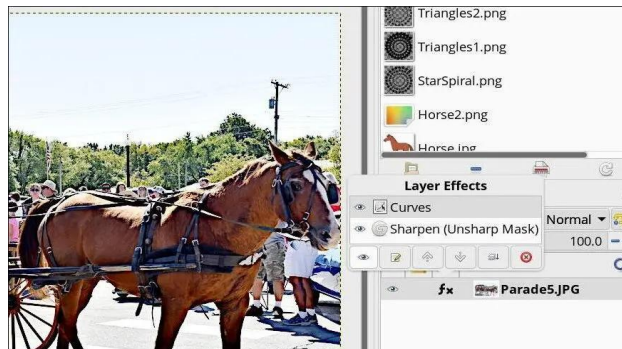 Triangles2.png
Triangles1.png
StarSpiral.png
Horse2.png
Horse.jpg
Layer Effects
Curves
Normal
Sharpen (Unsharp Mask)
100.0
fx Parade5.JPG